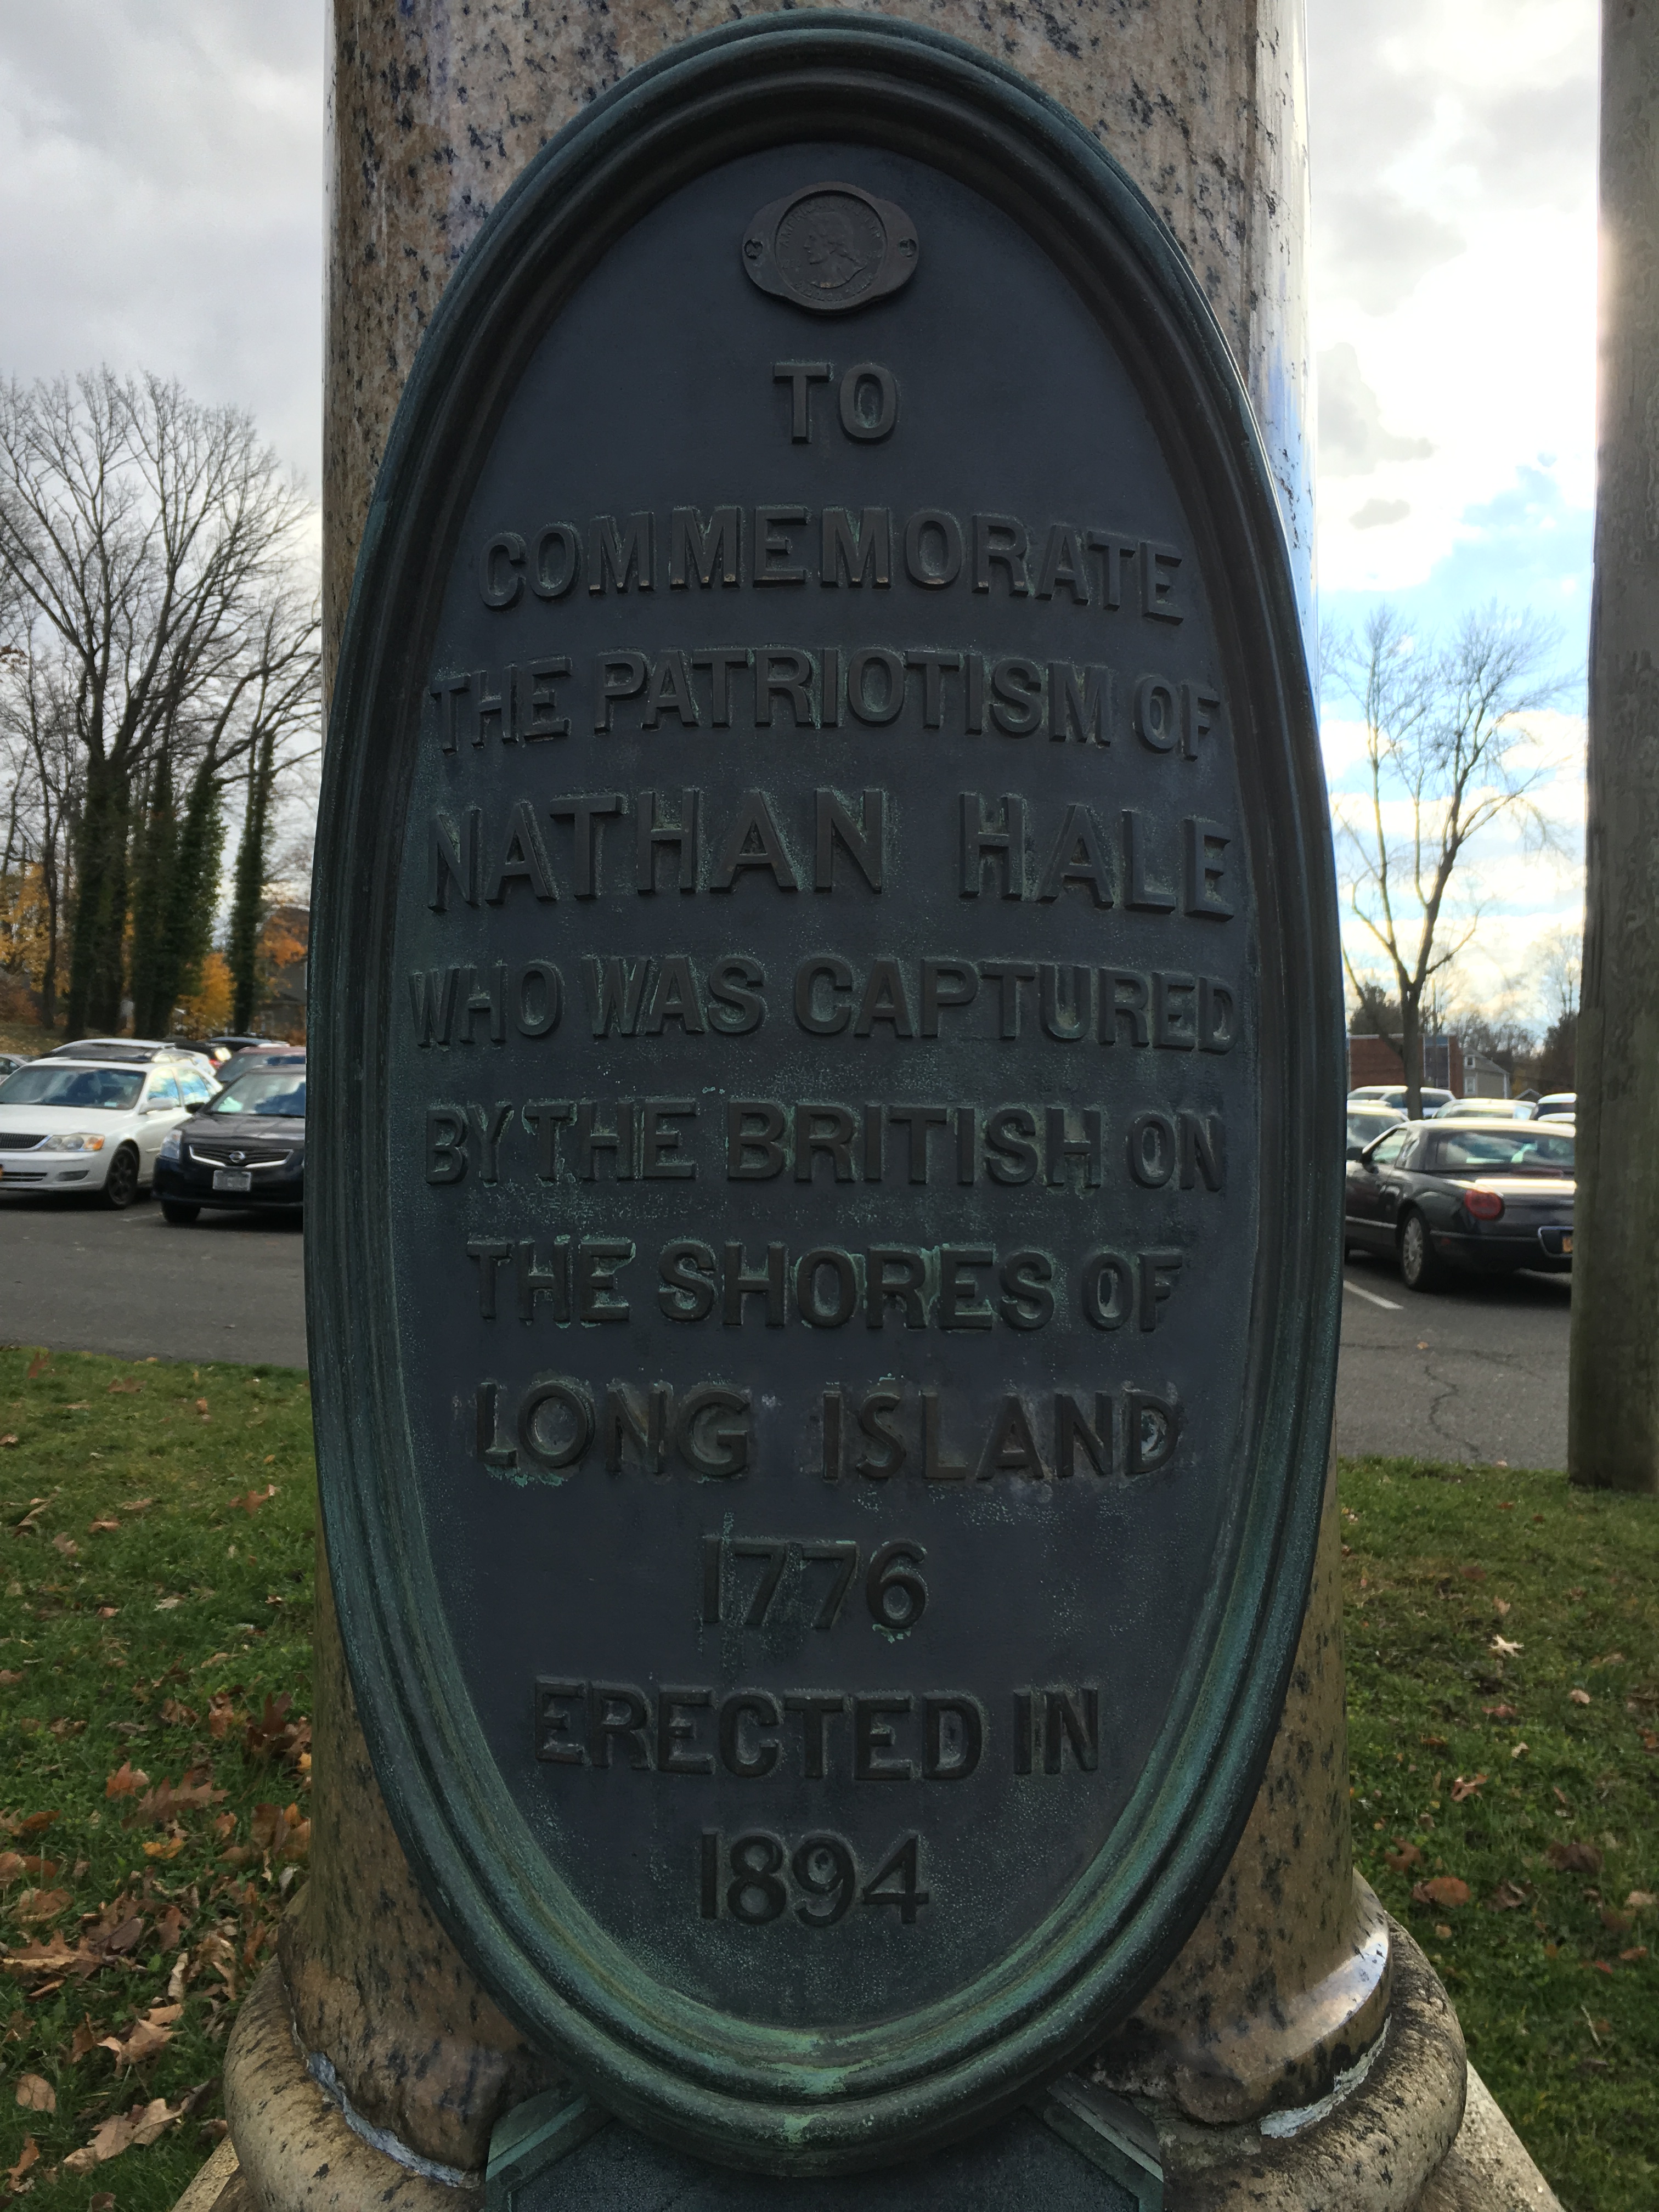 TO
COMMEMORATE
THE PATRIOTISM OF
NATHAN HALE
WHO WAS CAPTURED
BY THE BRITISH ON
THE SHORES OF
LONG ISLAND
1776
ERECTED IN
1894